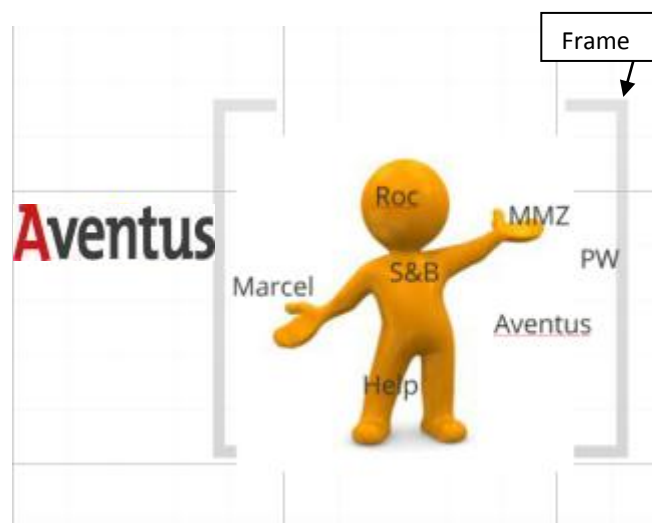 Frame
Roc
MMZ
Aventus
PW
S&B
Marcel
Aventus
Help